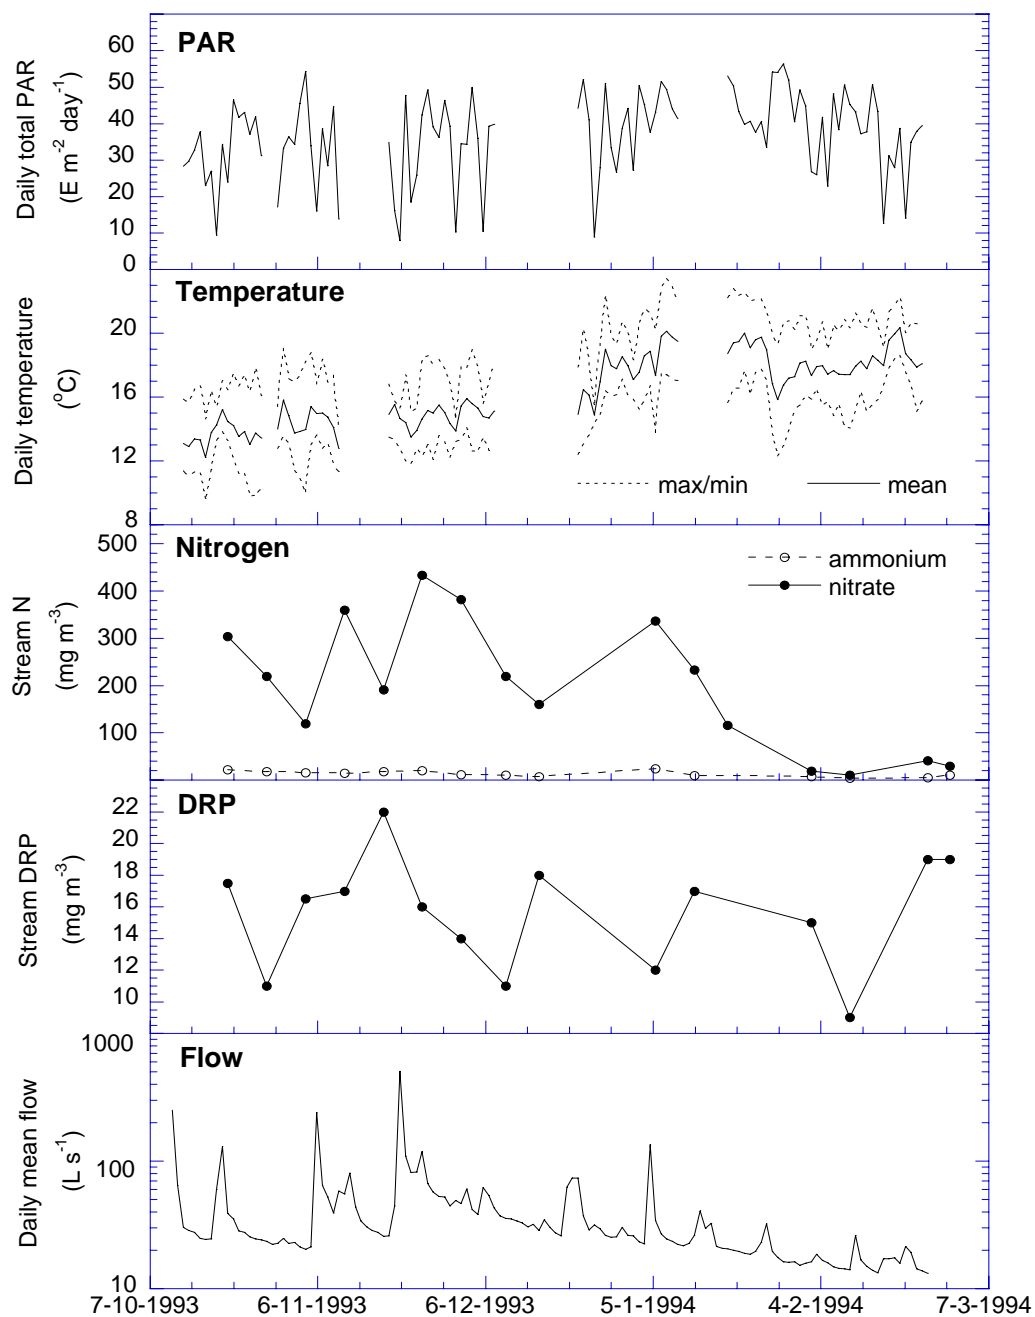 PAR
Daily total PAR
(E m-2 day-1)
60
50
40
30
20
10
0
Temperature
Daily temperature
(oC)
20
16
12
8
max/min
mean
Nitrogen
Stream N
(mg m-3)
500
400
300
200
100
ammonium
nitrate
DRP
Stream DRP
(mg m-3)
22
20
18
16
14
12
10
Flow
Daily mean flow
(L s-1)
1000
100
10
7-10-1993 6-11-1993 6-12-1993 5-1-1994 4-2-1994 7-3-1994